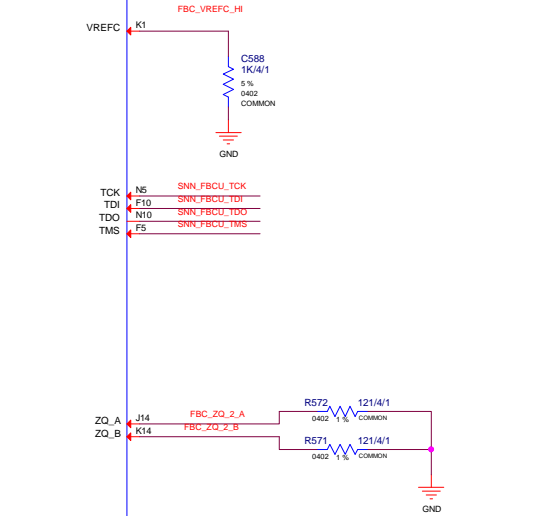 FBC_VREFC_HI
VREFC K1
C588
1K/4/1
5 %
0402
COMMON
GND
TCK N5 SNN_FBCU_TCK
TDI F10 SNN_FBCU_TDI
TDO N10 SNN_FBCU_TDO
TMS F5 SNN_FBCU_TMS
R572 121/4/1
0402 1 % COMMON
ZQ_A J14 FBC_ZQ_2_A
ZQ_B K14 FBC_ZQ_2_B
R571 121/4/1
0402 1 % COMMON
GND